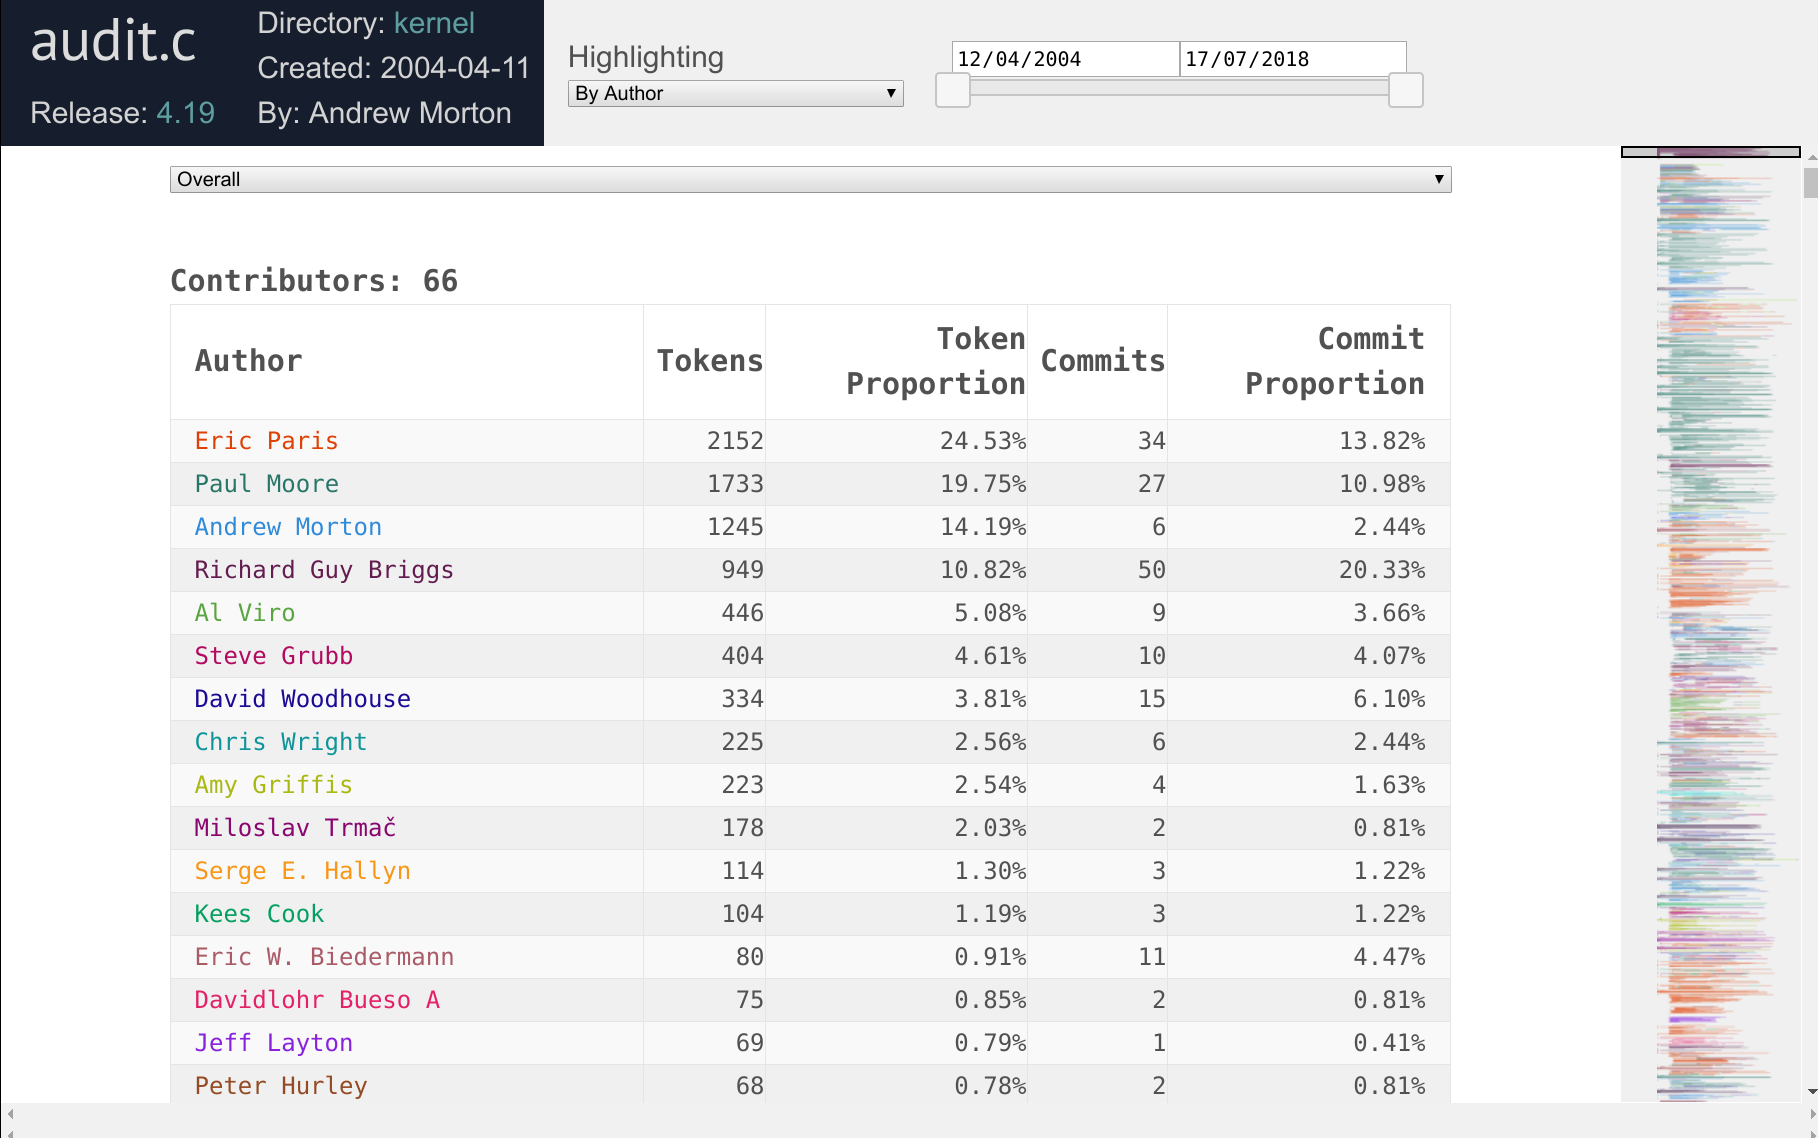 audit.c
Directory: kernel
Created: 2004-04-11
Release: 4.19
By: Andrew Morton
Highlighting
By Author
12/04/2004
17/07/2018
Overall
Contributors: 66
Author Tokens Token Proportion Commits Commit Proportion
Eric Paris 2152 24.53% 34 13.82%
Paul Moore 1733 19.75% 27 10.98%
Andrew Morton 1245 14.19% 6 2.44%
Richard Guy Briggs 949 10.82% 50 20.33%
Al Viro 446 5.08% 9 3.66%
Steve Grubb 404 4.61% 10 4.07%
David Woodhouse 334 3.81% 15 6.10%
Chris Wright 225 2.56% 6 2.44%
Amy Griffis 223 2.54% 4 1.63%
Miloslav Trmač 178 2.03% 2 0.81%
Serge E. Hallyn 114 1.30% 3 1.22%
Kees Cook 104 1.19% 3 1.22%
Eric W. Biedermann 80 0.91% 11 4.47%
Davidlohr Bueso A 75 0.85% 2 0.81%
Jeff Layton 69 0.79% 1 0.41%
Peter Hurley 68 0.78% 2 0.81%